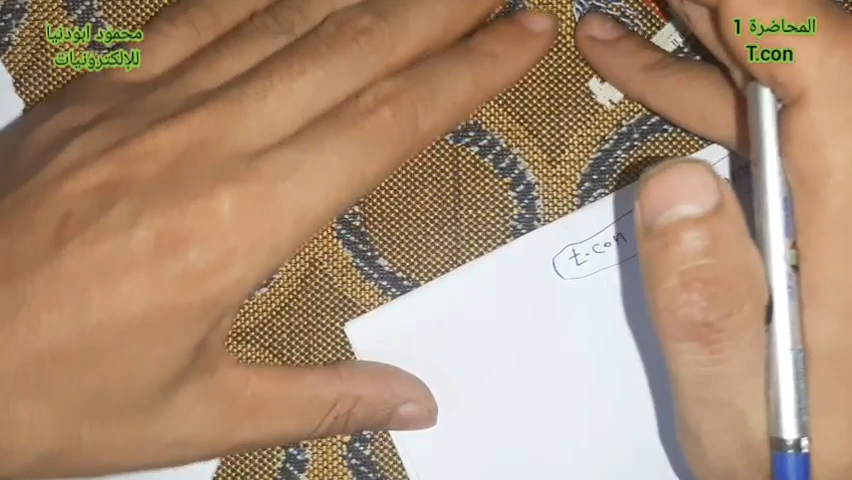 محمود ابودنيا
للإلكترونيات
المحاضرة 1
T.con
t.con